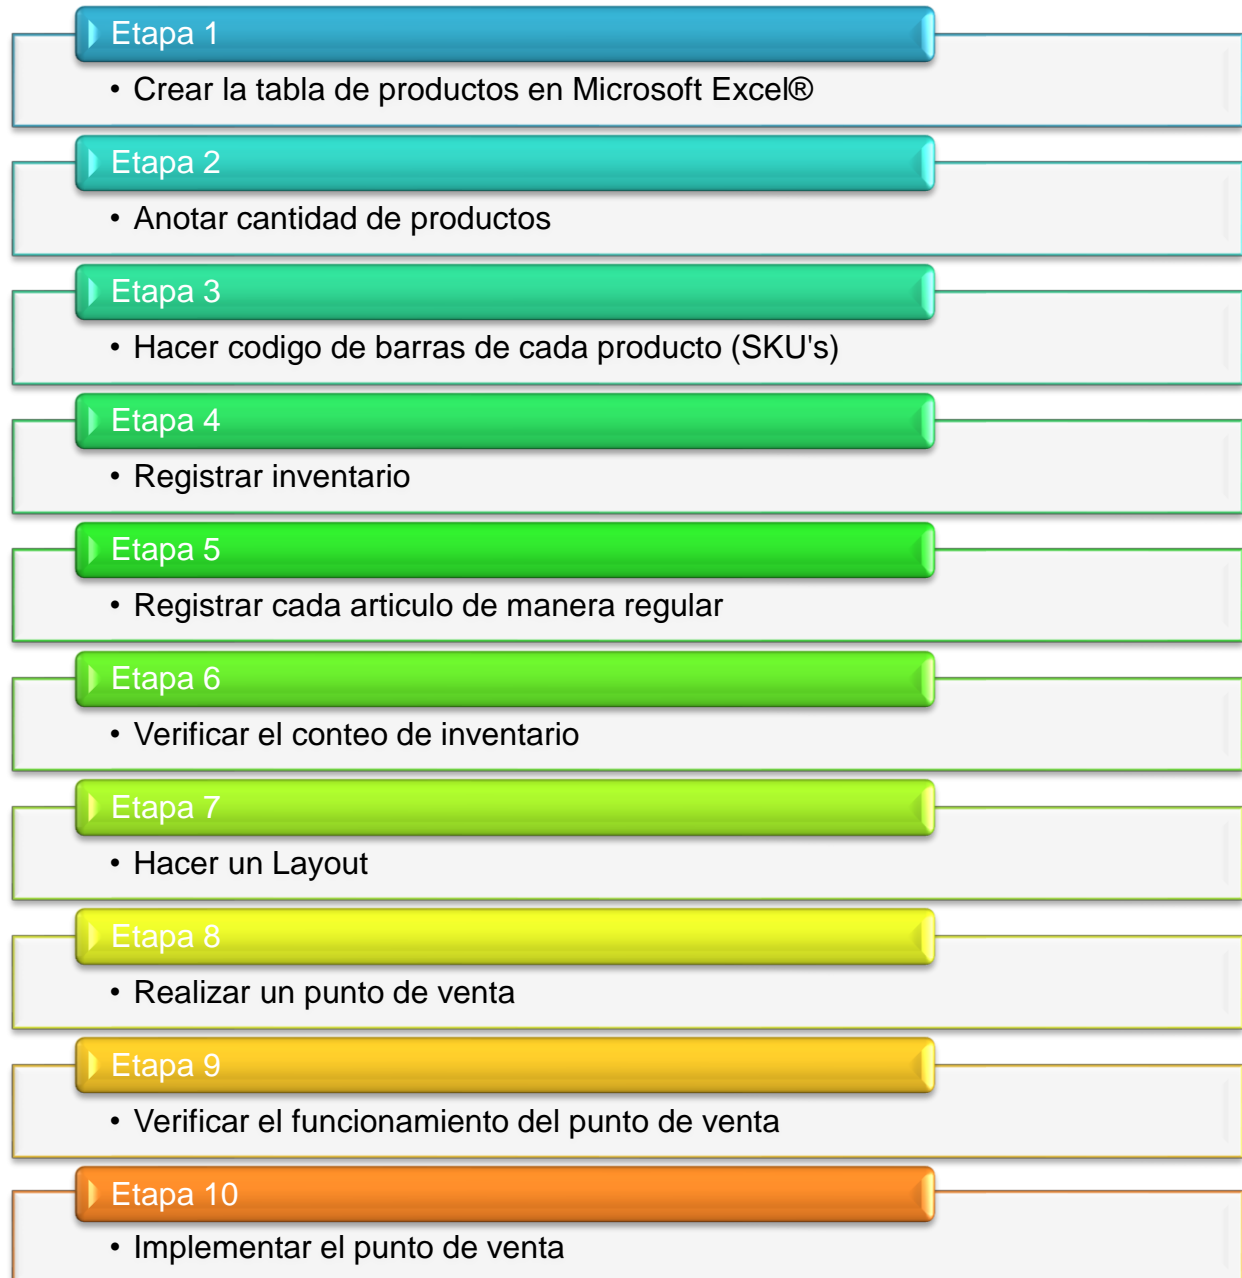 Etapa 1
• Crear la tabla de productos en Microsoft Excel®
Etapa 2
• Anotar cantidad de productos
Etapa 3
• Hacer codigo de barras de cada producto (SKU's)
Etapa 4
• Registrar inventario
Etapa 5
• Registrar cada articulo de manera regular
Etapa 6
• Verificar el conteo de inventario
Etapa 7
• Hacer un Layout
Etapa 8
• Realizar un punto de venta
Etapa 9
• Verificar el funcionamiento del punto de venta
Etapa 10
• Implementar el punto de venta